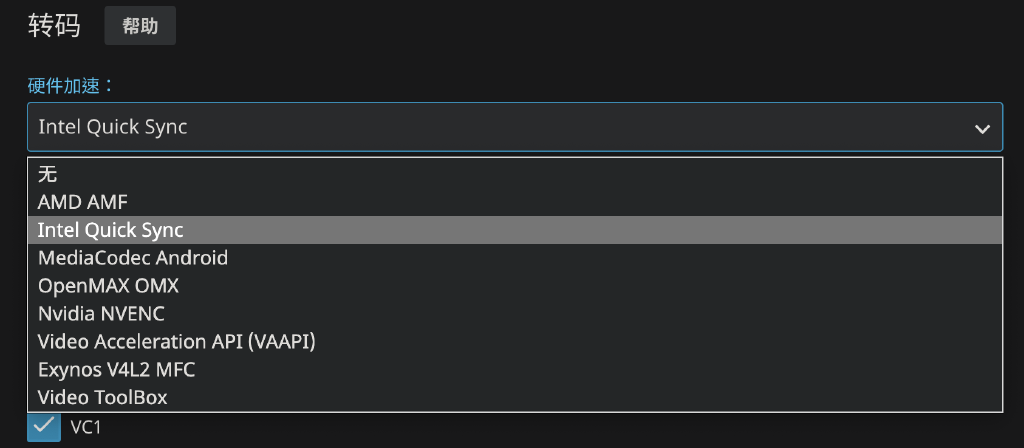 转码 帮助
硬件加速：
Intel Quick Sync
无
AMD AMF
Intel Quick Sync
MediaCodec Android
OpenMAX OMX
Nvidia NVENC
Video Acceleration API (VAAPI)
Exynos V4L2 MFC
Video ToolBox
VC1